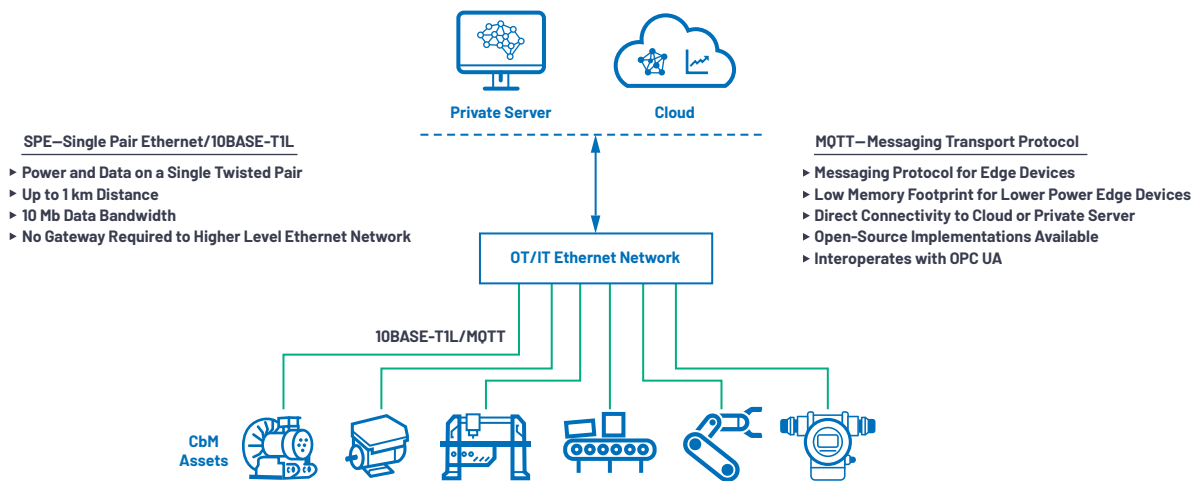 Private Server
Cloud
SPE—Single Pair Ethernet/10BASE-T1L
Power and Data on a Single Twisted Pair
Up to 1 km Distance
10 Mb Data Bandwidth
No Gateway Required to Higher Level Ethernet Network
MQTT—Messaging Transport Protocol
Messaging Protocol for Edge Devices
Low Memory Footprint for Lower Power Edge Devices
Direct Connectivity to Cloud or Private Server
Open-Source Implementations Available
Interoperates with OPC UA
OT/IT Ethernet Network
10BASE-T1L/MQTT
CbM
Assets